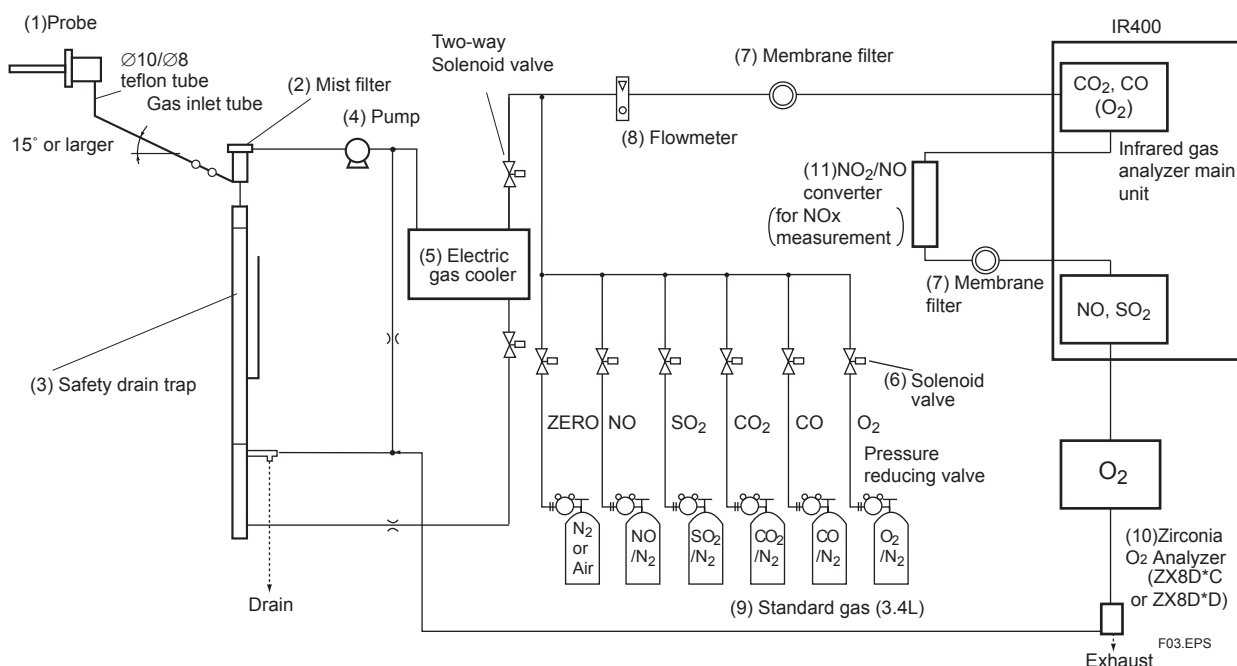 (1)Probe
∅10/∅8
teflon tube
Gas inlet tube
15˚ or larger
(2) Mist filter
(4) Pump
Two-way
Solenoid valve
(7) Membrane filter
(8) Flowmeter
IR400
CO₂, CO
(O₂)
Infrared gas
analyzer main
unit
(11)NO₂/NO
converter
(for NOx
measurement)
(7) Membrane
filter
NO, SO₂
(5) Electric
gas cooler
(3) Safety drain trap
(6) Solenoid
valve
ZERO
NO
SO₂
CO₂
CO
O₂
Pressure
reducing valve
N₂
or
Air
NO
/N₂
SO₂
/N₂
CO₂
/N₂
CO
/N₂
O₂
/N₂
(9) Standard gas (3.4L)
O₂
(10)Zirconia
O₂ Analyzer
(ZX8D*C
or ZX8D*D)
Drain
Exhaust
F03.EPS